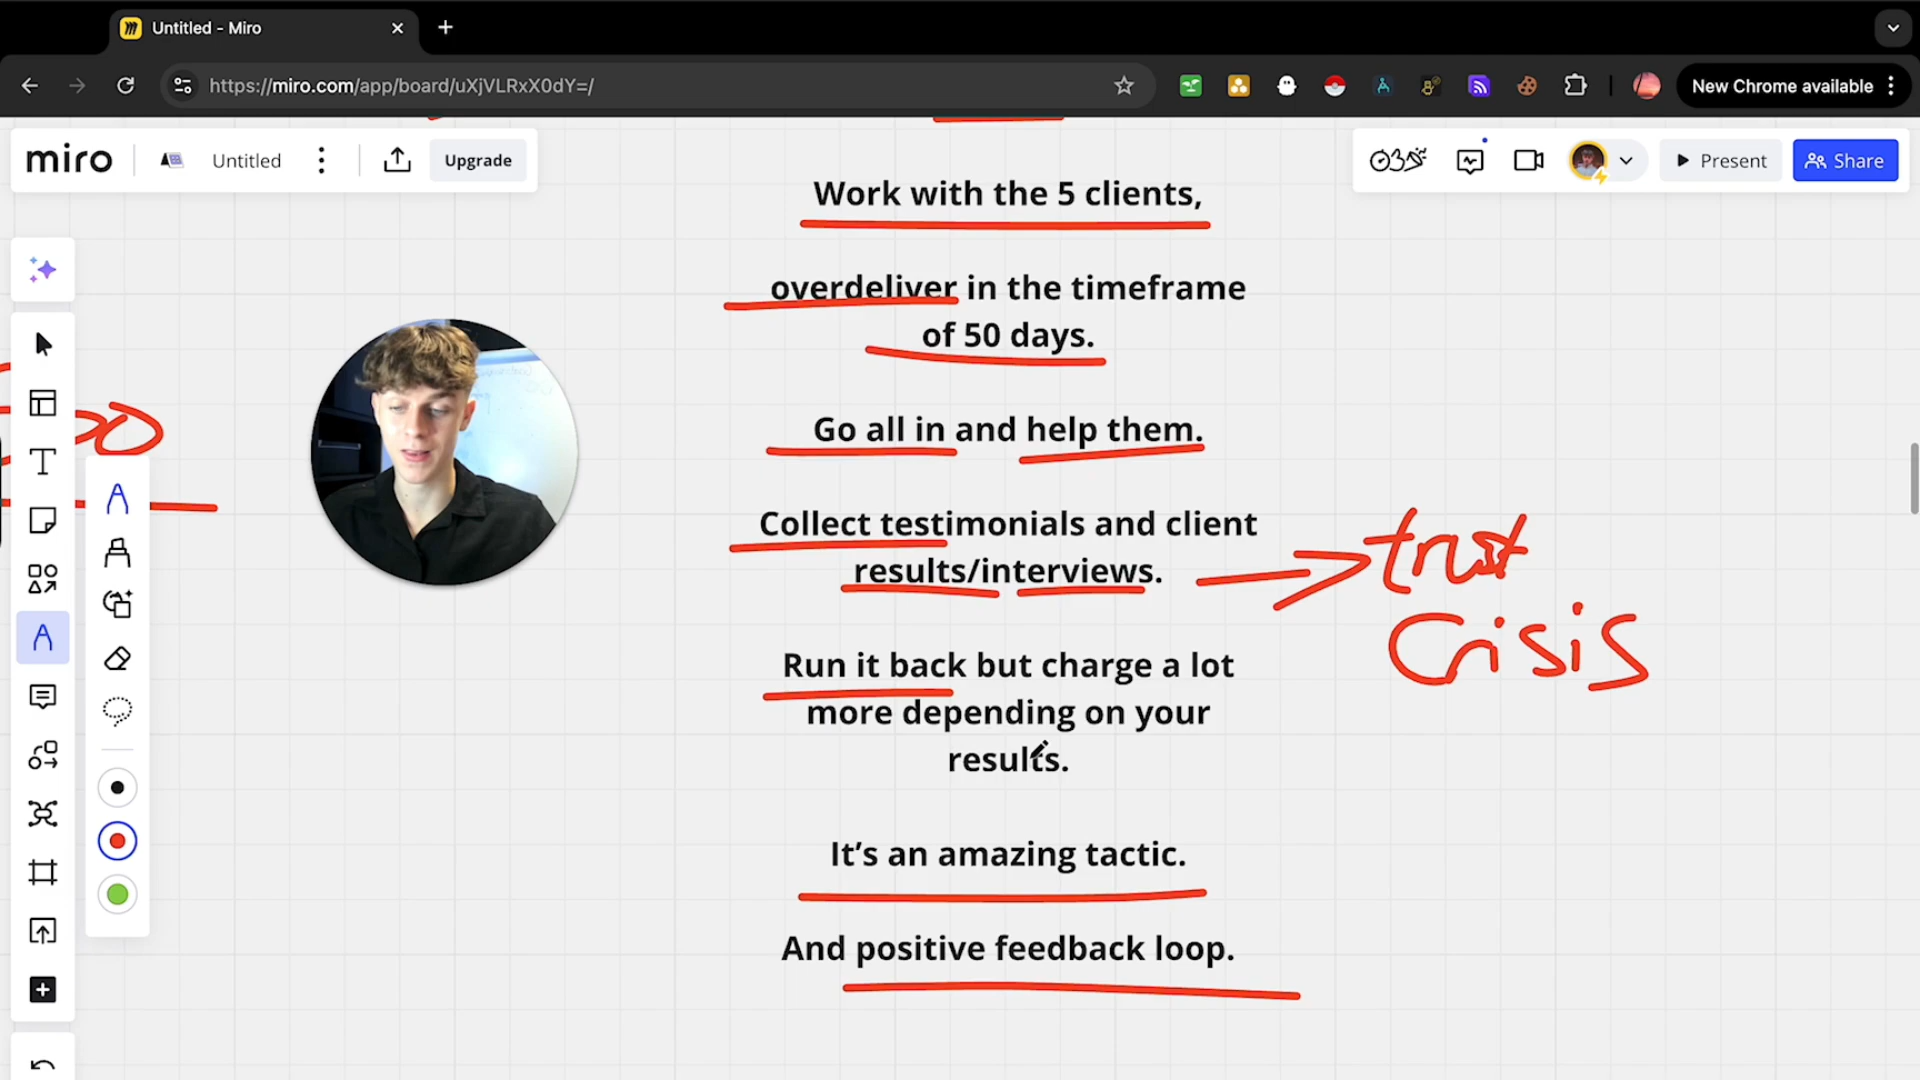 Untitled - Miro
https://miro.com/app/board/uXjVLRxX0dY=/
New Chrome available
miro
Untitled
Upgrade
Present
Share
Work with the 5 clients,
overdeliver in the timeframe
of 50 days.
Go all in and help them.
Collect testimonials and client
results/interviews.
trust
Crisis
Run it back but charge a lot
more depending on your
results.
It's an amazing tactic.
And positive feedback loop.